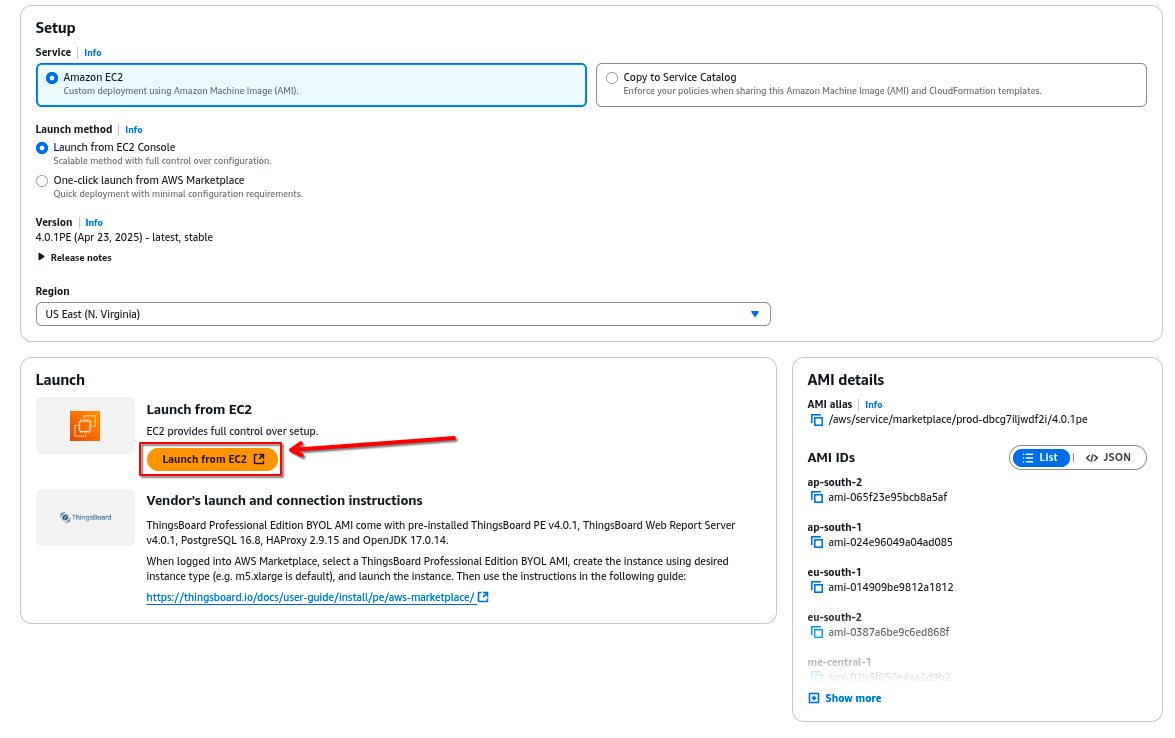 Setup
Service Info
Amazon EC2
Custom deployment using Amazon Machine Image (AMI).
Copy to Service Catalog
Enforce your policies when sharing this Amazon Machine Image (AMI) and CloudFormation templates.
Launch method Info
Launch from EC2 Console
Scalable method with full control over configuration.
One-click launch from AWS Marketplace
Quick deployment with minimal configuration requirements.
Version Info
4.0.1PE (Apr 23, 2025) - latest, stable
Release notes
Region
US East (N. Virginia)
Launch
Launch from EC2
EC2 provides full control over setup.
Launch from EC2
ThingsBoard
Vendor's launch and connection instructions
ThingsBoard Professional Edition BYOL AMI come with pre-installed ThingsBoard PE v4.0.1, ThingsBoard Web Report Server
v4.0.1, PostgreSQL 16.8, HAProxy 2.9.15 and OpenJDK 17.0.14.
When logged into AWS Marketplace, select a ThingsBoard Professional Edition BYOL AMI, create the instance using desired
instance type (e.g. m5.xlarge is default), and launch the instance. Then use the instructions in the following guide:
https://thingsboard.io/docs/user-guide/install/pe/aws-marketplace/
AMI details
AMI alias Info
/aws/service/marketplace/prod-dbcg7iljwdf2i/4.0.1pe
AMI IDs
List
JSON
ap-south-2
ami-065f23e95bcb8a5af
ap-south-1
ami-024e96049a04ad085
eu-south-1
ami-014909be9812a1812
eu-south-2
ami-0387a6be9c6ed868f
me-central-1
ami-02b3f050e4ea2d9b2
Show more